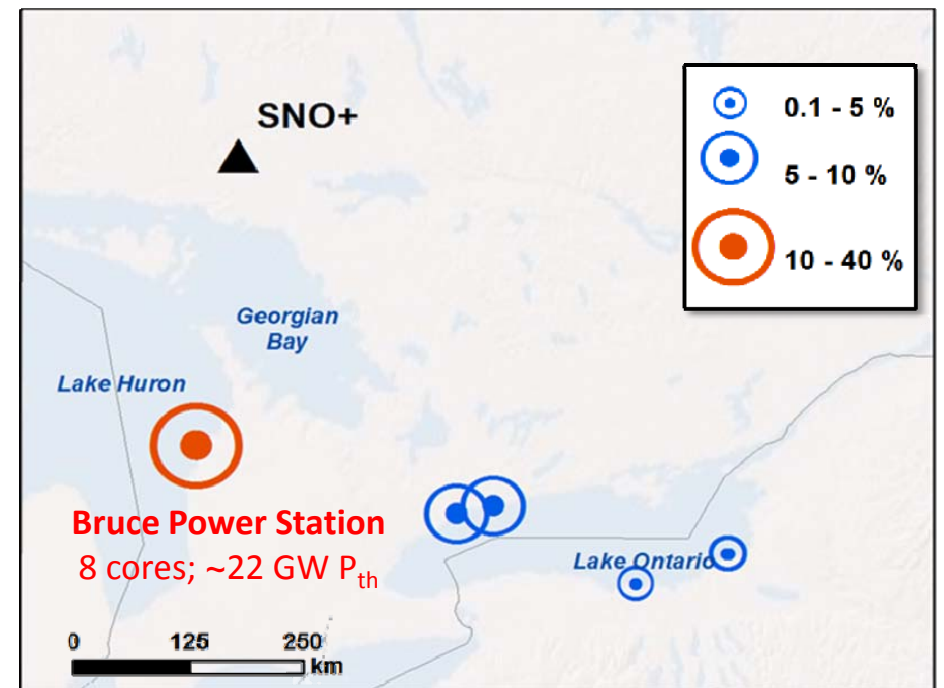 SNO+
0.1 - 5 %
5 - 10 %
10 - 40 %
Georgian
Bay
Lake Huron
Bruce Power Station
8 cores; ~22 GW Pth
Lake Ontario
0 125 250
km